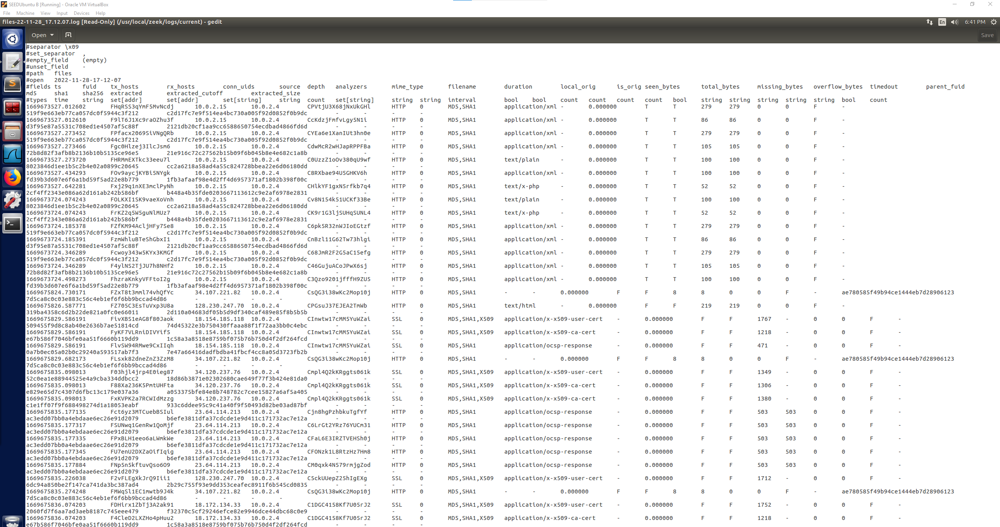 SEEDUbuntu B [Running] - Oracle VM VirtualBox
File Machine View Input Devices Help
files-22-11-28_17.12.07.log [Read-Only] (/usr/local/zeek/logs/current) - gedit En 6:41 PM
Open Save
#separator \x09
#set_separator ,
#empty_field (empty)
#unset_field -
#path files
#open 2022-11-28-17-12-07
#fields ts fuid tx_hosts rx_hosts conn_uids source depth analyzers mime_type filename duration local_orig is_orig seen_bytes total_bytes missing_bytes overflow_bytes timedout parent_fuid
md5 sha1 sha256 extracted extracted_cutoff extracted_size
#types time string set[addr] set[addr] set[string] string count set[string] string string interval bool bool count count count count bool string string string string string bool count
1669673527.012602 FHqRSS3qYmF5MvNcdj 10.0.2.15 10.0.2.4 CPVtjU3X68jNxUkGHl HTTP 0 MD5,SHA1 application/xml - 0.000000 T T 279 279 0 0 F -
519f9e663eb77ca057dc0f5944c3f212 c2d17fc7e9f514ea4bc730a005f92d0852f0b9dc - - - -
1669673527.012610 F9lT6J1Xc9raOZhu3f 10.0.2.15 10.0.2.4 CcKdzjFmfvLgy5N1i HTTP 0 MD5,SHA1 application/xml - 0.000000 T T 86 86 0 0 F -
d3f95e87a5531c708ed1e4507af5c88f 2121db20cf1aa9cc6588650754ecdbad4866fd6d - - - -
1669673527.273452 FPfacx2069SiVNgQRb 10.0.2.15 10.0.2.4 CYEa6e1XanIUt3hn0e HTTP 0 MD5,SHA1 application/xml - 0.000000 T T 279 279 0 0 F -
519f9e663eb77ca057dc0f5944c3f212 c2d17fc7e9f514ea4bc730a005f92d0852f0b9dc - - - -
1669673527.273466 Fgc0Hlzej3IlcJsm6 10.0.2.15 10.0.2.4 CdwMcR2wHJapRPPFBa HTTP 0 MD5,SHA1 application/xml - 0.000000 T T 105 105 0 0 F -
72b8d82f3afb8b2136b10b5135ce96e5 21e916c72c27562b15b09f6b045b8e4e682c1a8b - - - -
1669673527.273720 FHRMmEXTkc33eeu7l 10.0.2.15 10.0.2.4 C0UzzZ1oOv380qU9wf HTTP 0 MD5,SHA1 text/plain - 0.000000 T T 100 100 0 0 F -
8023846d1ee1b5c2b4e02a0899c20645 cc2a6218a58ad4a55c824728bbea22e6d06180dd - - - -
1669673527.434293 FOv9aycjKYBi5NYgk 10.0.2.15 10.0.2.4 C8RXbae94U5GHKV6h HTTP 0 MD5,SHA1 application/xml - 0.000000 T T 100 100 0 0 F -
fd39b3d607e6f6a1bd59f5ad22e8b779 1fb3afaaf98e4d2ff4d6957371af1802b398f00c - - - -
1669673527.642281 Fxj29q1nXE3mclPyNh 10.0.2.15 10.0.2.4 CHlkYF1gxN5rfkb7q4 HTTP 0 MD5,SHA1 text/x-php - 0.000000 T T 52 52 0 0 F -
2cf4ff2343e086a62d161ab242b586bf b448a4b35fde0203667113612c9e2af6978e2831 - - - -
1669673724.074243 FOLKXI1SK9vaeXoVnh 10.0.2.15 10.0.2.4 Cv8N154k51UCKf33Be HTTP 0 MD5,SHA1 text/plain - 0.000000 T T 100 100 0 0 F -
8023846d1ee1b5c2b4e02a0899c20645 cc2a6218a58ad4a55c824728bbea22e6d06180dd - - - -
1669673724.074243 FrKZ2q5W5guNlMUz7 10.0.2.15 10.0.2.4 CK9r1G3ljSUHqSUNL4 HTTP 0 MD5,SHA1 text/x-php - 0.000000 T T 52 52 0 0 F -
2cf4ff2343e086a62d161ab242b586bf b448a4b35fde0203667113612c9e2af6978e2831 - - - -
1669673724.185378 FZfKM94AcljHFy7Se8 10.0.2.15 10.0.2.4 C6pk5R32nWJIoEGtzf HTTP 0 MD5,SHA1 application/xml - 0.000000 T T 279 279 0 0 F -
519f9e663eb77ca057dc0f5944c3f212 c2d17fc7e9f514ea4bc730a005f92d0852f0b9dc - - - -
1669673724.185391 FzmWhluBTeShGbxI1 10.0.2.15 10.0.2.4 CnBzl11G62Tw73hlgi HTTP 0 MD5,SHA1 application/xml - 0.000000 T T 86 86 0 0 F -
d3f95e87a5531c708ed1e4507af5c88f 2121db20cf1aa9cc6588650754ecdbad4866fd6d - - - -
1669673724.346289 Fcwoy343w5KYx3KMGf 10.0.2.15 10.0.2.4 C68JmR2F2G5aC15efg HTTP 0 MD5,SHA1 application/xml - 0.000000 T T 279 279 0 0 F -
519f9e663eb77ca057dc0f5944c3f212 c2d17fc7e9f514ea4bc730a005f92d0852f0b9dc - - - -
1669673724.346289 F4ylNS2TjJU7h8NHf2 10.0.2.15 10.0.2.4 C46GujuACoJPwX6sj HTTP 0 MD5,SHA1 application/xml - 0.000000 T T 105 105 0 0 F -
72b8d82f3afb8b2136b10b5135ce96e5 21e916c72c27562b15b09f6b045b8e4e682c1a8b - - - -
1669673724.498273 FhzraKnkyVFFtoI2g 10.0.2.15 10.0.2.4 C3Qzo9201jfffH9ZU5 HTTP 0 MD5,SHA1 application/xml - 0.000000 T T 100 100 0 0 F -
fd39b3d607e6f6a1bd59f5ad22e8b779 1fb3afaaf98e4d2ff4d6957371af1802b398f00c - - - -
1669675824.730171 FZxT8t3mml74vhQfYc 34.107.221.82 10.0.2.4 CsQG3i38wKc2Mop10j HTTP 0 MD5,SHA1 - - 0.000000 F F 8 8 0 0 F - ae780585f49b94ce1444eb7d28906123
7d5ca8c0c03e883c56c4eb1ef6f6bb9bccad4d86 - - - -
1669675826.587771 FZ705C3EsTuVxp3U8a 128.230.247.70 10.0.2.4 CPGsuJ37EJEA2TmWb HTTP 0 MD5,SHA1 text/html - 0.000000 F F 219 219 0 0 F -
319ba4358c6d2b22de821a0fc0e66011 2d110a04683df05b5d9df340caf489e85f8b5b5b - - - -
1669675829.586191 FivXBS1eAG8f80Jaok 18.154.185.118 10.0.2.4 CInwtw17cMM5YuWZai SSL 0 MD5,SHA1,X509 application/x-x509-user-cert - 0.000000 F F 1767 - 0 0 F -
509455f9d8c8ab40e2636b7ae51814cd 74d45322e3b750430ffaaa88f1f72aa3bb0c4ebc - - - -
1669675829.586191 FyKF7VLRniDIVYif5 18.154.185.118 10.0.2.4 CInwtw17cMM5YuWZai SSL 0 MD5,SHA1,X509 application/x-x509-ca-cert - 0.000000 F F 1218 - 0 0 F -
e67b586f7046bfe0aa51f6660b119dd9 1c58a3a8518e8759bf075b76b750d4f2df264fcd - - - -
1669675829.586191 FlvSW94RMwe9CxIIqh 18.154.185.118 10.0.2.4 CInwtw17cMM5YuWZai SSL 0 MD5,SHA1 application/ocsp-response - 0.000000 F F 471 - 0 0 F -
0a7b0ec05a02b0c29240a593517ab7f3 7e47a66416dadfbdba41fbcf4cc8a05d3723fb2b - - - -
1669675829.682173 FLsxk82dneZnZ3ZzM8 34.107.221.82 10.0.2.4 CsQG3i38wKc2Mop10j HTTP 0 MD5,SHA1 - - 0.000000 F F 8 8 0 0 F - ae780585f49b94ce1444eb7d28906123
7d5ca8c0c03e883c56c4eb1ef6f6bb9bccad4d86 - - - -
1669675835.098013 F03hjl4jrp4E0ieg87 34.120.237.76 10.0.2.4 Cmpl4Q2kKRggts061k SSL 0 MD5,SHA1,X509 application/x-x509-user-cert - 0.000000 F F 1349 - 0 0 F -
52c0ea1e88944525e4a9cba334ddbcc2 18d86b3871e02302680cae649f77f3b424e81da0 - - - -
1669675835.098013 F88Xa236K5PmtUHFta 34.120.237.76 10.0.2.4 Cmpl4Q2kKRggts061k SSL 0 MD5,SHA1,X509 application/x-x509-ca-cert - 0.000000 F F 1306 - 0 0 F -
e829e65d7c4307d6fbc13c179e037a36 a053375bfe84e8b748782c7cee15827a6af5a405 - - - -
1669675835.098013 FxKVPK2a7RCWIdMzzg 34.120.237.76 10.0.2.4 Cmpl4Q2kKRggts061k SSL 0 MD5,SHA1,X509 application/x-x509-ca-cert - 0.000000 F F 1380 - 0 0 F -
c1e1ff07f9f688498274d1a18053eabf 933c6ddee95c9c41a40f9f50493d82be03ad87bf - - - -
1669675835.177135 Fct6yz3MTCuebBSIul 23.64.114.213 10.0.2.4 Cjn8hgPzhbkuTgfYf HTTP 0 MD5,SHA1 application/ocsp-response - 0.000000 F F 503 503 0 0 F -
ac3edd07bb0a4ebdaae6ec26e91d2079 b6efe3811dfa37cdcde1e9d411c171732ac7e12a - - - -
1669675835.177317 FSUNwq1GenRw1QoMjf 23.64.114.213 10.0.2.4 C6LrGt2YRz76YUCm31 HTTP 0 MD5,SHA1 application/ocsp-response - 0.000000 F F 503 503 0 0 F -
ac3edd07bb0a4ebdaae6ec26e91d2079 b6efe3811dfa37cdcde1e9d411c171732ac7e12a - - - -
1669675835.177335 FPxBLH1eeo6aLWmkWe 23.64.114.213 10.0.2.4 CFaL6E3IRZTVEHSh0j HTTP 0 MD5,SHA1 application/ocsp-response - 0.000000 F F 503 503 0 0 F -
ac3edd07bb0a4ebdaae6ec26e91d2079 b6efe3811dfa37cdcde1e9d411c171732ac7e12a - - - -
1669675835.177345 FU7enU2DXZaOifIqig 23.64.114.213 10.0.2.4 CFONzk1L8RtzHz7Hm8 HTTP 0 MD5,SHA1 application/ocsp-response - 0.000000 F F 503 503 0 0 F -
ac3edd07bb0a4ebdaae6ec26e91d2079 b6efe3811dfa37cdcde1e9d411c171732ac7e12a - - - -
1669675835.177884 FNp5n5kftuvQso6O9 23.64.114.213 10.0.2.4 CM0qxk4N579rmjgZod HTTP 0 MD5,SHA1 application/ocsp-response - 0.000000 F F 503 503 0 0 F -
ac3edd07bb0a4ebdaae6ec26e91d2079 b6efe3811dfa37cdcde1e9d411c171732ac7e12a - - - -
1669675835.226038 F2vFLEgXkJrQ9Iii1 128.230.247.70 10.0.2.4 C5ckUUepZ25hIgEXg SSL 0 MD5,SHA1,X509 application/x-x509-user-cert - 0.000000 F F 1712 - 0 0 F -
6dc94a850be2f147ca741da3bc387ad4 2b29c755f93e9dd353ceafec8911f6b545cd0835 - - - -
1669675835.274248 FMWqSl1EC1mwtb9J4k 34.107.221.82 10.0.2.4 CsQG3i38wKc2Mop10j HTTP 0 MD5,SHA1 - - 0.000000 F F 8 8 0 0 F - ae780585f49b94ce1444eb7d28906123
7d5ca8c0c03e883c56c4eb1ef6f6bb9bccad4d86 - - - -
1669675836.074203 FDHirx1ZbTj3A2ak91 18.172.134.33 10.0.2.4 C1DGC4158Kf7U05rJ2 SSL 0 MD5,SHA1,X509 application/x-x509-user-cert - 0.000000 F F 1752 - 0 0 F -
2060fd7f6aa7ad3aeb8187c745eee479 f32370c5cf29246efce82e9946dce44dbc68c0e9 - - - -
1669675836.074203 F4CleD2LXZHo4pHuu2 18.172.134.33 10.0.2.4 C1DGC4158Kf7U05rJ2 SSL 0 MD5,SHA1,X509 application/x-x509-ca-cert - 0.000000 F F 1218 - 0 0 F -
e67b586f7046bfe0aa51f6660b119dd9 1c58a3a8518e8759bf075b76b750d4f2df264fcd - - - -